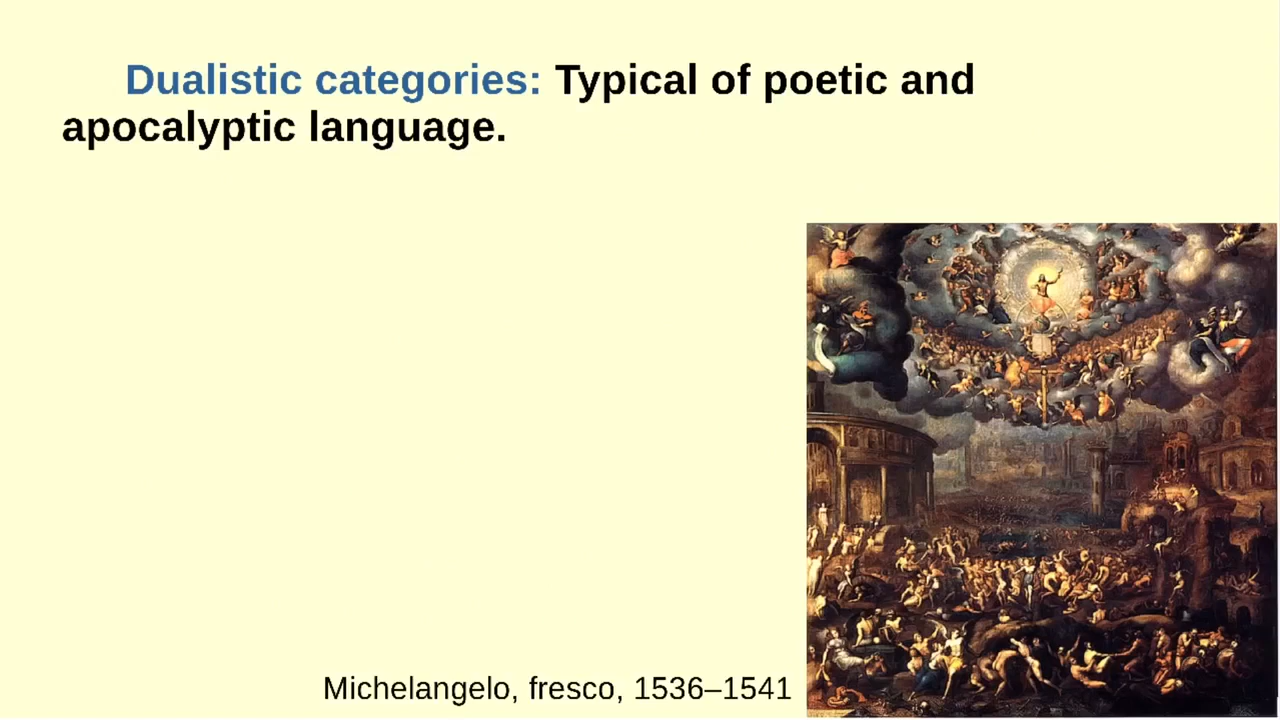 Dualistic categories: Typical of poetic and
apocalyptic language.
Michelangelo, fresco, 1536–1541